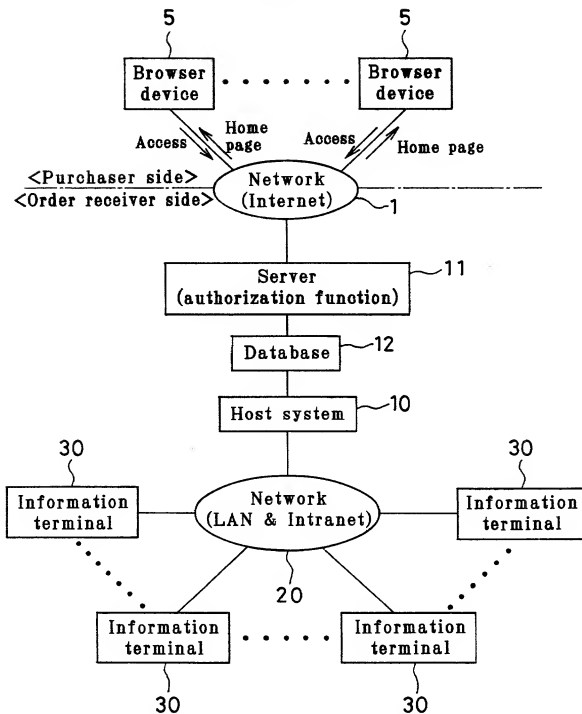 5
5
Browser
device
Browser
device
Access
Home
page
Access
Home page
<Purchaser side>
<Order receiver side>
Network
(Internet)
1
Server
(authorization function)
11
Database
12
Host system
10
30
30
Information
terminal
Network
(LAN & Intranet)
Information
terminal
20
Information
terminal
Information
terminal
30
30